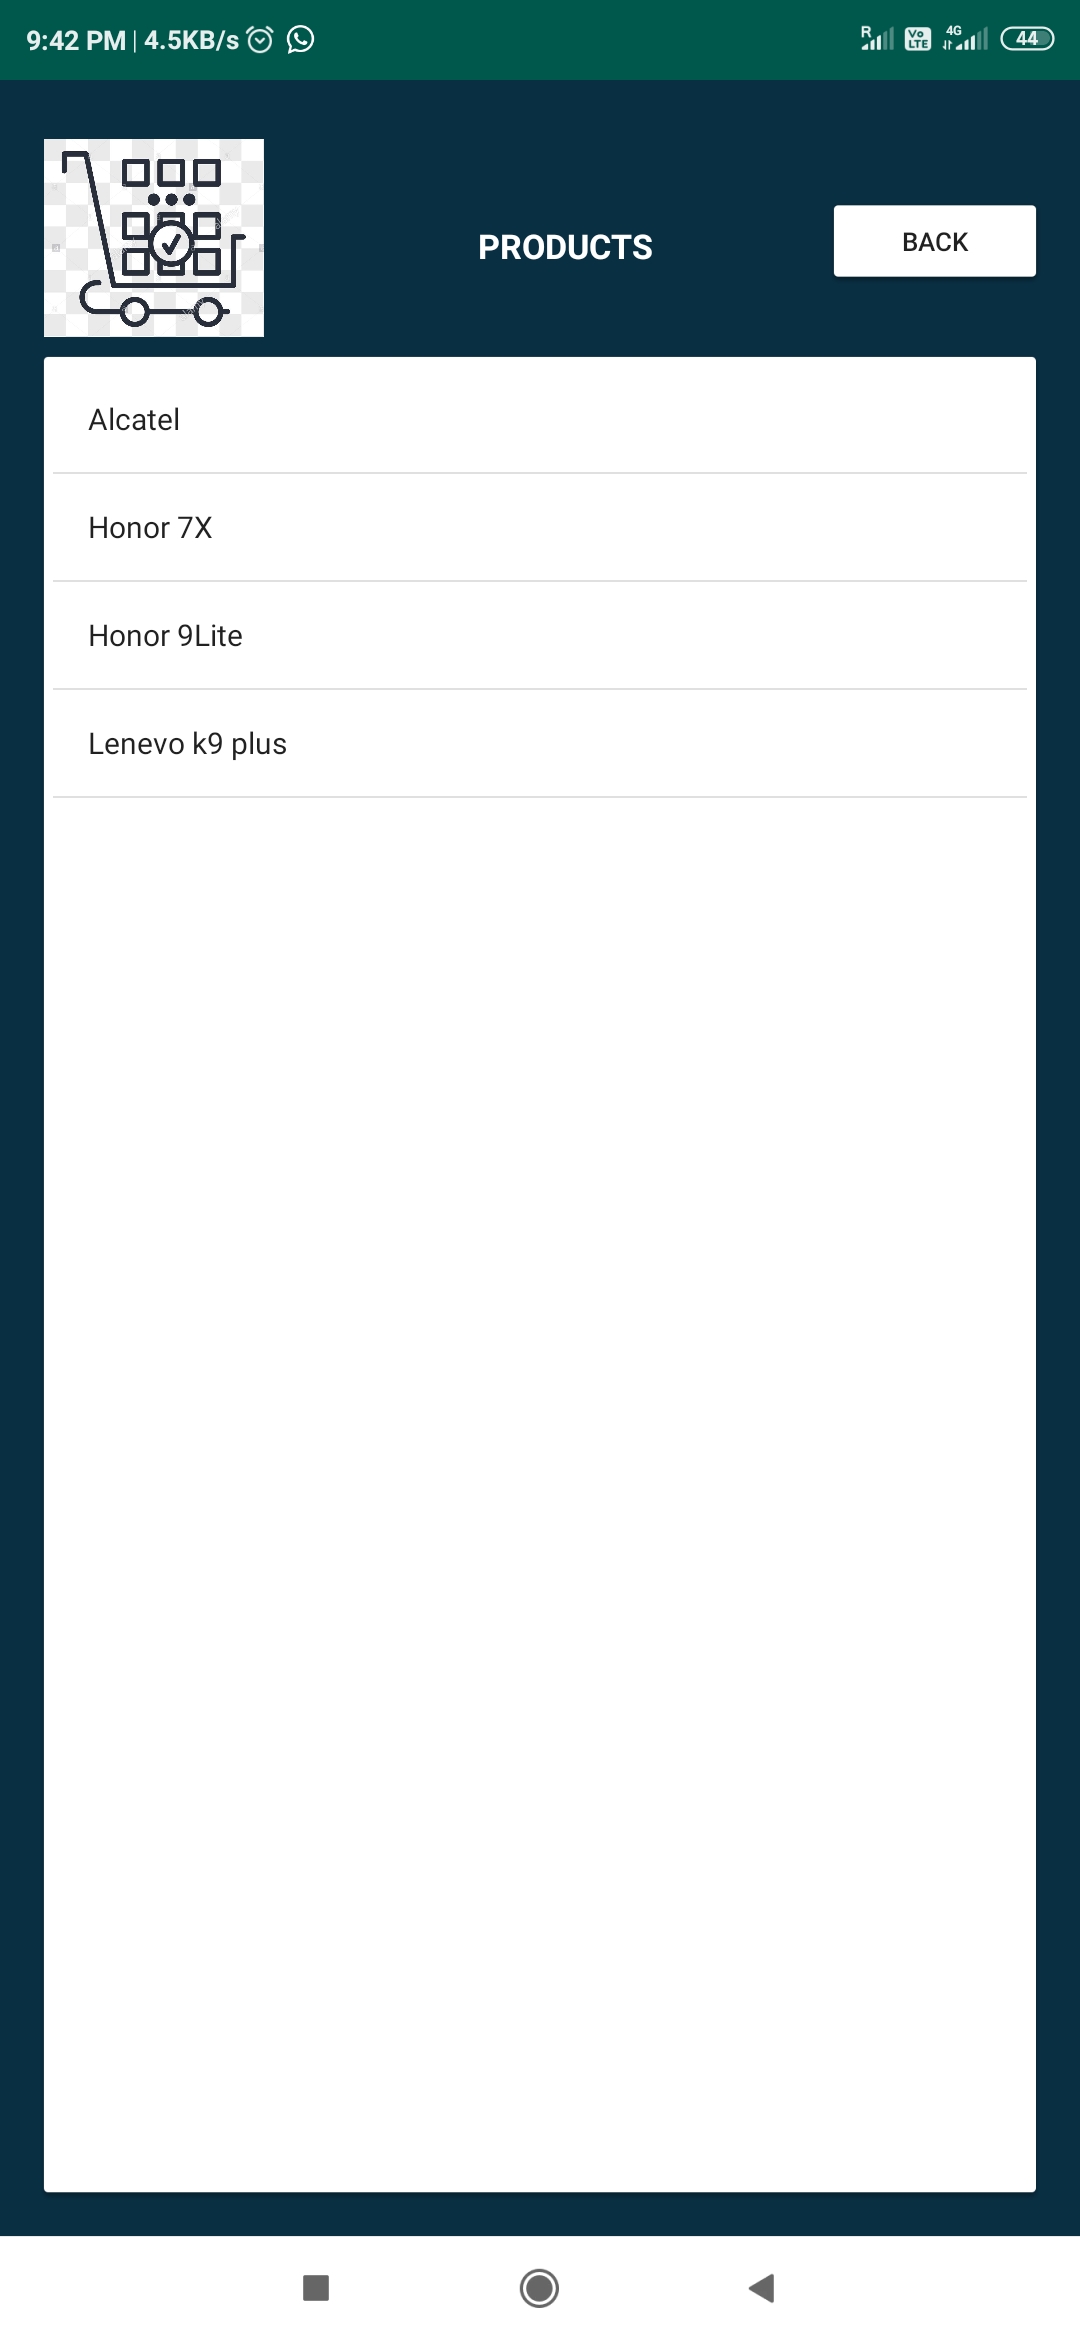 9:42 PM | 4.5KB/s R Vo LTE 4G 44
PRODUCTS
BACK
Alcatel
Honor 7X
Honor 9Lite
Lenevo k9 plus